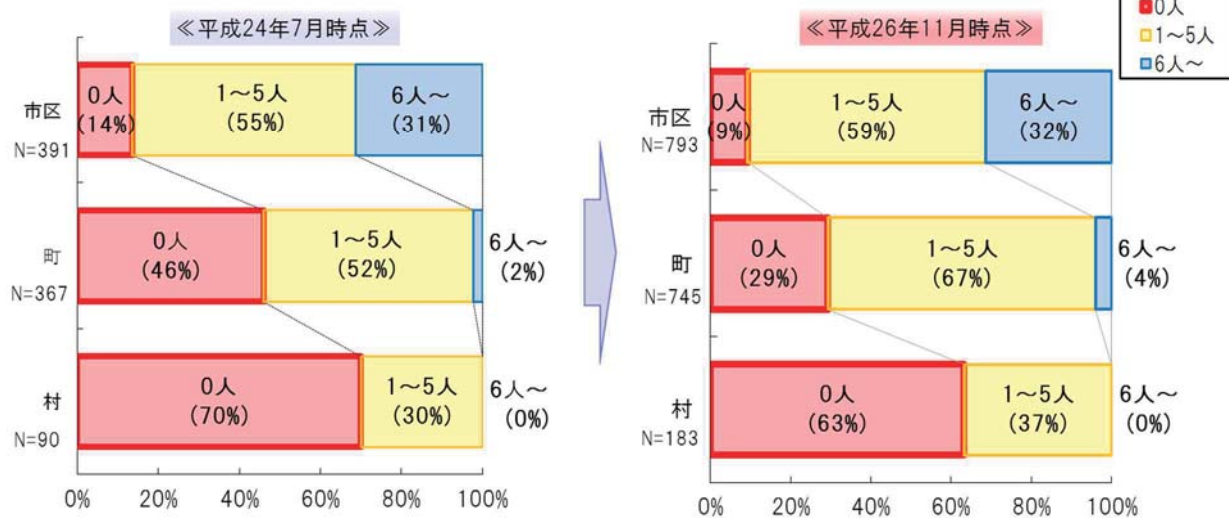 ≪平成24年7月時点≫
市区
N=391
0人
(14%)
1～5人
(55%)
6人～
(31%)
町
N=367
0人
(46%)
1～5人
(52%)
6人～
(2%)
村
N=90
0人
(70%)
1～5人
(30%)
6人～
(0%)
0% 20% 40% 60% 80% 100%
≪平成26年11月時点≫
0人
1～5人
6人～
市区
N=793
0人
(9%)
1～5人
(59%)
6人～
(32%)
町
N=745
0人
(29%)
1～5人
(67%)
6人～
(4%)
村
N=183
0人
(63%)
1～5人
(37%)
6人～
(0%)
0% 20% 40% 60% 80% 100%